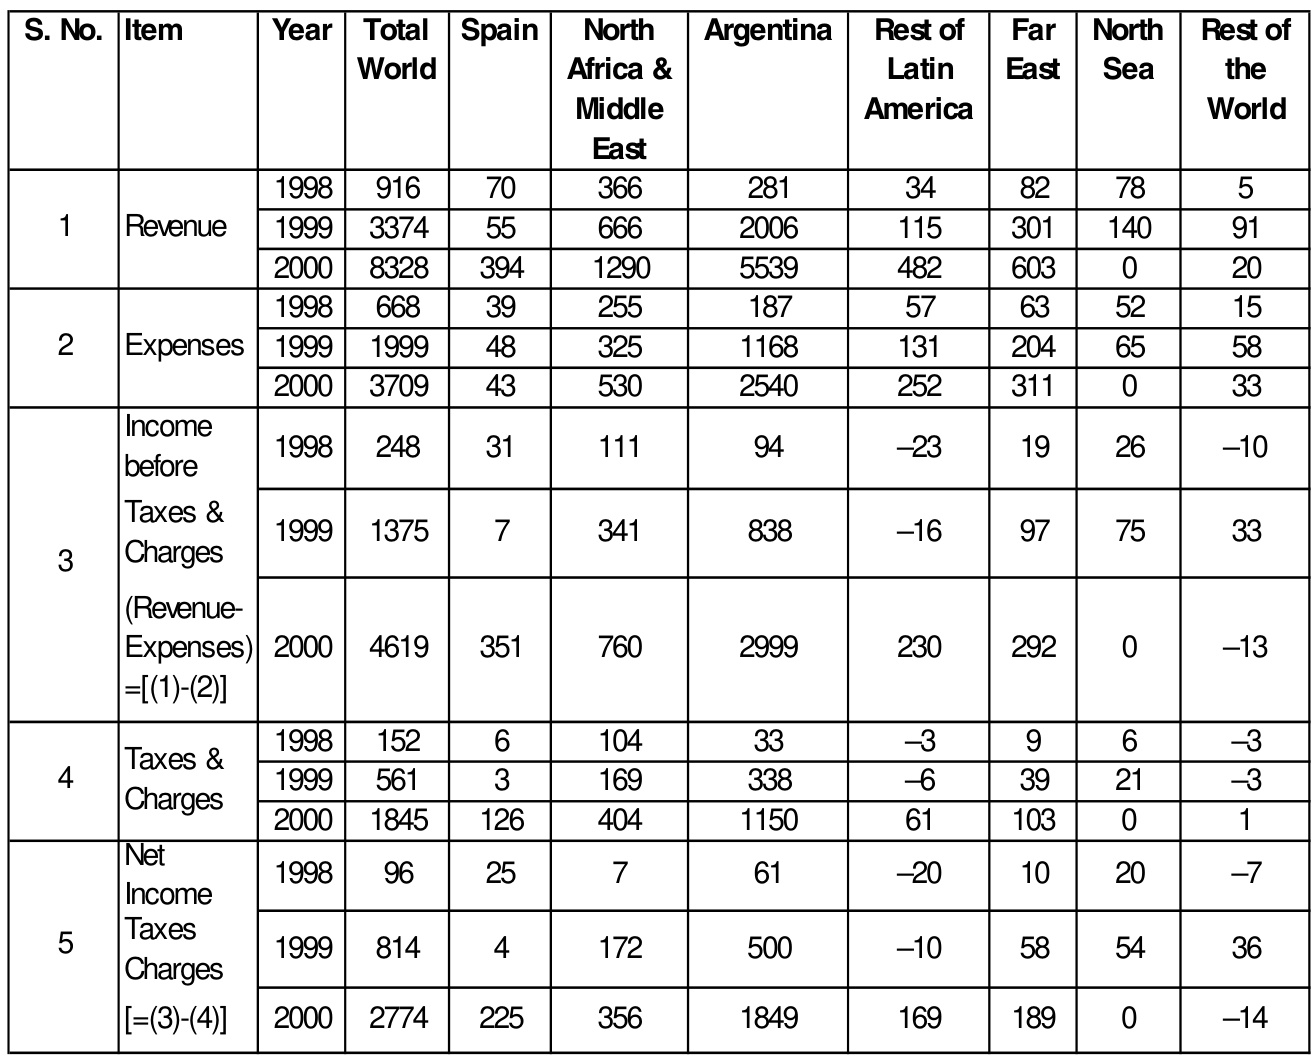 S. No. Item Year Total World Spain North Africa & Middle East Argentina Rest of Latin America Far East North Sea Rest of the World
1 Revenue 1998 916 70 366 281 34 82 78 5
1999 3374 55 666 2006 115 301 140 91
2000 8328 394 1290 5539 482 603 0 20
2 Expenses 1998 668 39 255 187 57 63 52 15
1999 1999 48 325 1168 131 204 65 58
2000 3709 43 530 2540 252 311 0 33
3 Income before Taxes & Charges (Revenue-Expenses) =[(1)-(2)] 1998 248 31 111 94 –23 19 26 –10
1999 1375 7 341 838 –16 97 75 33
2000 4619 351 760 2999 230 292 0 –13
4 Taxes & Charges 1998 152 6 104 33 –3 9 6 –3
1999 561 3 169 338 –6 39 21 –3
2000 1845 126 404 1150 61 103 0 1
5 Net Income Taxes Charges [=(3)-(4)] 1998 96 25 7 61 –20 10 20 –7
1999 814 4 172 500 –10 58 54 36
2000 2774 225 356 1849 169 189 0 –14